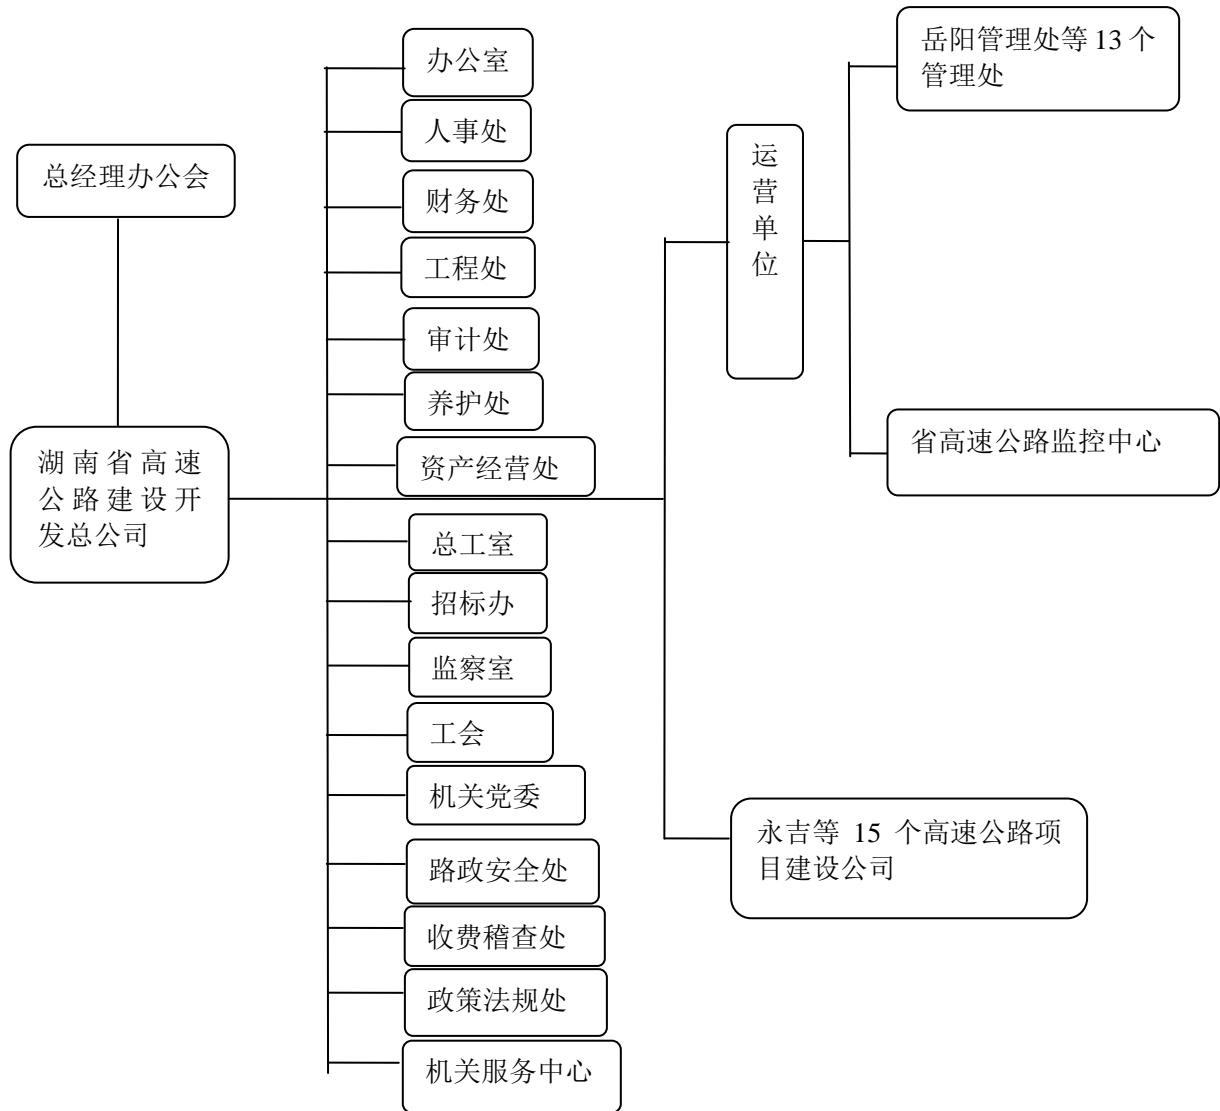 总经理办公会
湖南省高速
公路建设开
发总公司
办公室
人事处
财务处
工程处
审计处
养护处
资产经营处
总工室
招标办
监察室
工会
机关党委
路政安全处
收费稽查处
政策法规处
机关服务中心
运
营
单
位
岳阳管理处等 13 个
管理处
省高速公路监控中心
永吉等 15 个高速公路项
目建设公司